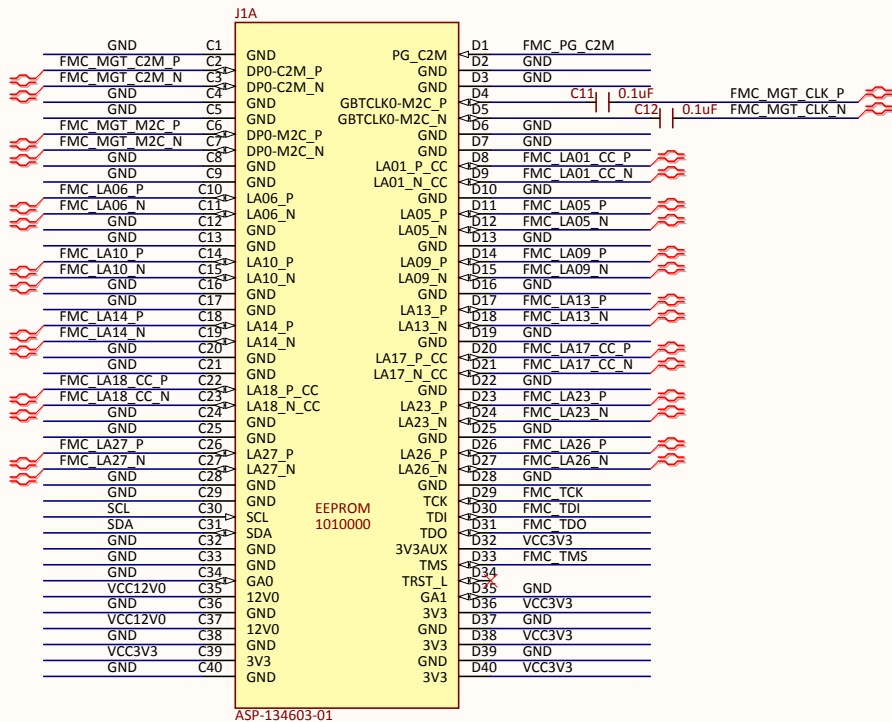 J1A
GND C1 GND PG_C2M D1 FMC_PG_C2M
FMC_MGT_C2M_P C2 DP0-C2M_P GND D2 GND
FMC_MGT_C2M_N C3 DP0-C2M_N GND D3 GND
GND C4 GND GBTCLK0-M2C_P D4 C11 0.1uF FMC_MGT_CLK_P
GND C5 GND GBTCLK0-M2C_N D5 C12 0.1uF FMC_MGT_CLK_N
FMC_MGT_M2C_P C6 DP0-M2C_P GND D6 GND
FMC_MGT_M2C_N C7 DP0-M2C_N GND D7 GND
GND C8 GND LA01_P_CC D8 FMC_LA01_CC_P
GND C9 GND LA01_N_CC D9 FMC_LA01_CC_N
FMC_LA06_P C10 LA06_P GND D10 GND
FMC_LA06_N C11 LA06_N LA05_P D11 FMC_LA05_P
GND C12 GND LA05_N D12 FMC_LA05_N
GND C13 GND GND D13 GND
FMC_LA10_P C14 LA10_P LA09_P D14 FMC_LA09_P
FMC_LA10_N C15 LA10_N LA09_N D15 FMC_LA09_N
GND C16 GND GND D16 GND
GND C17 GND LA13_P D17 FMC_LA13_P
FMC_LA14_P C18 LA14_P LA13_N D18 FMC_LA13_N
FMC_LA14_N C19 LA14_N GND D19 GND
GND C20 GND LA17_P_CC D20 FMC_LA17_CC_P
GND C21 GND LA17_N_CC D21 FMC_LA17_CC_N
FMC_LA18_CC_P C22 LA18_P_CC GND D22 GND
FMC_LA18_CC_N C23 LA18_N_CC LA23_P D23 FMC_LA23_P
GND C24 GND LA23_N D24 FMC_LA23_N
GND C25 GND GND D25 GND
FMC_LA27_P C26 LA27_P LA26_P D26 FMC_LA26_P
FMC_LA27_N C27 LA27_N LA26_N D27 FMC_LA26_N
GND C28 GND GND D28 GND
GND C29 GND TCK D29 FMC_TCK
SCL C30 SCL EEPROM TDI D30 FMC_TDI
SDA C31 SDA 1010000 TDO D31 FMC_TDO
GND C32 GND 3V3AUX D32 VCC3V3
GND C33 GND TMS D33 FMC_TMS
GND C34 GA0 TRST_L D34
VCC12V0 C35 12V0 GA1 D35 GND
GND C36 GND 3V3 D36 VCC3V3
VCC12V0 C37 12V0 GND D37 GND
GND C38 GND 3V3 D38 VCC3V3
VCC3V3 C39 3V3 GND D39 GND
GND C40 GND 3V3 D40 VCC3V3
ASP-134603-01